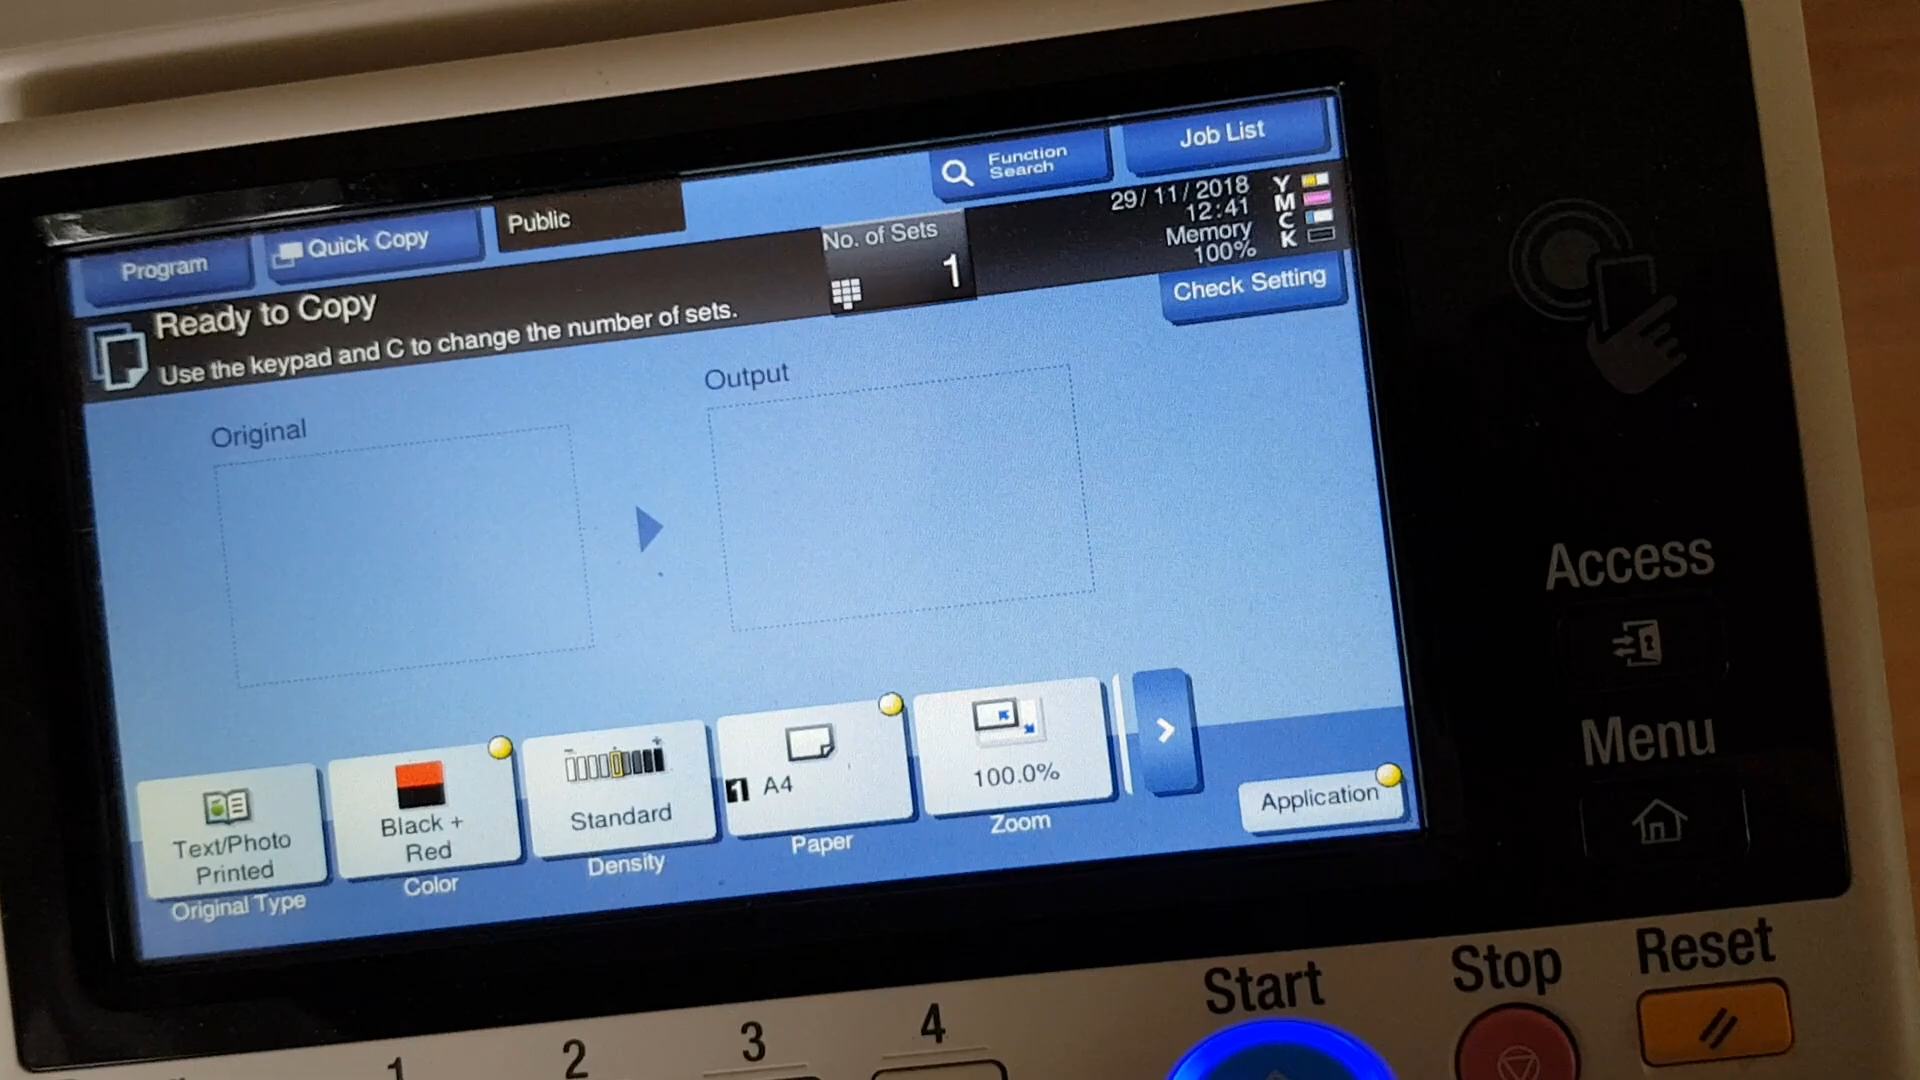 Job List
Function
Search
Public
Quick Copy
Program
29/11/2018
12:41
Memory
100%
Y
M
C
K
No. of Sets
1
Ready to Copy
Use the keypad and C to change the number of sets.
Check Setting
Original
Output
Text/Photo
Printed
Original Type
Black +
Red
Color
Standard
Density
1 A4
Paper
100.0%
Zoom
Application
Access
Menu
Start
Stop
Reset
1
2
3
4